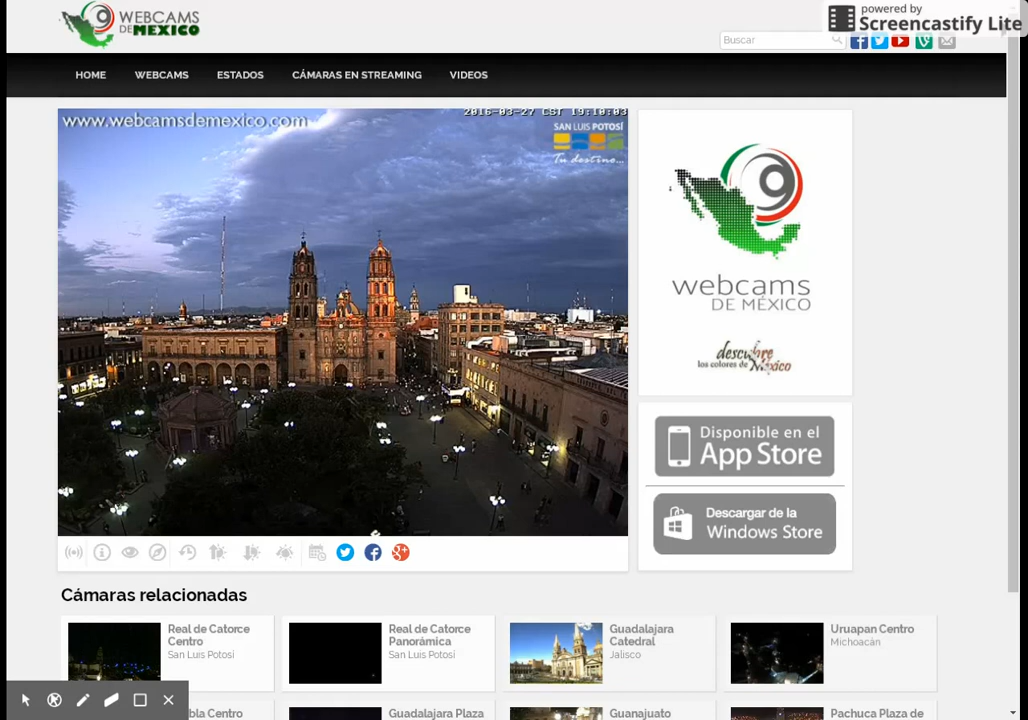 powered by
Screencastify Lite
WEBCAMS
DE MEXICO
Buscar
HOME
WEBCAMS
ESTADOS
CÁMARAS EN STREAMING
VIDEOS
www.webcamsdemexico.com
2016-03-27 CST 19:10:03
SAN LUIS POTOSÍ
Tu destino...
webcams
DE MÉXICO
descubre
los colores de México
Disponible en el
App Store
Descargar de la
Windows Store
Cámaras relacionadas
Real de Catorce
Centro
San Luis Potosí
Real de Catorce
Panorámica
San Luis Potosí
Guadalajara
Catedral
Jalisco
Uruapan Centro
Michoacán
Centro
Guadalajara Plaza
Guanajuato
Pachuca Plaza de